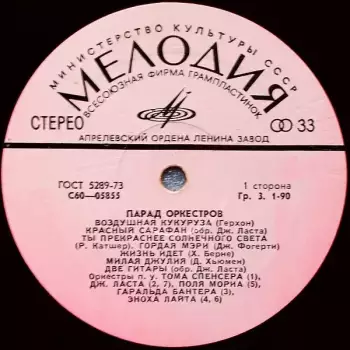 МИНИСТЕРСТВО КУЛЬТУРЫ СССР
МЕЛОДИЯ
ВСЕСОЮЗНАЯ ФИРМА ГРАМПЛАСТИНОК
СТЕРЕО
33
АПРЕЛЕВСКИЙ ОРДЕНА ЛЕНИНА ЗАВОД
ГОСТ 5289-73
1 сторона
С60—05855
Гр. 3. 1-90
ПАРАД ОРКЕСТРОВ
ВОЗДУШНАЯ КУКУРУЗА (Герхон)
КРАСНЫЙ САРАФАН (обр. Дж. Ласта)
ТЫ ПРЕКРАСНЕЕ СОЛНЕЧНОГО СВЕТА
(Р. Катшер). ГОРДАЯ МЭРИ (Дж. Фогерти)
ЖИЗНЬ ИДЕТ (Х. Берне)
МИЛАЯ ДЖУЛИЯ (Д. Хьюмен)
ДВЕ ГИТАРЫ (обр. Дж. Ласта)
Оркестры п/у. ТОМА СПЕНСЕРА (1),
ДЖ. ЛАСТА (2, 7), ПОЛЯ МОРИА (5),
ГАРАЛЬДА БАНТЕРА (3),
ЭНОХА ЛАЙТА (4, 6)